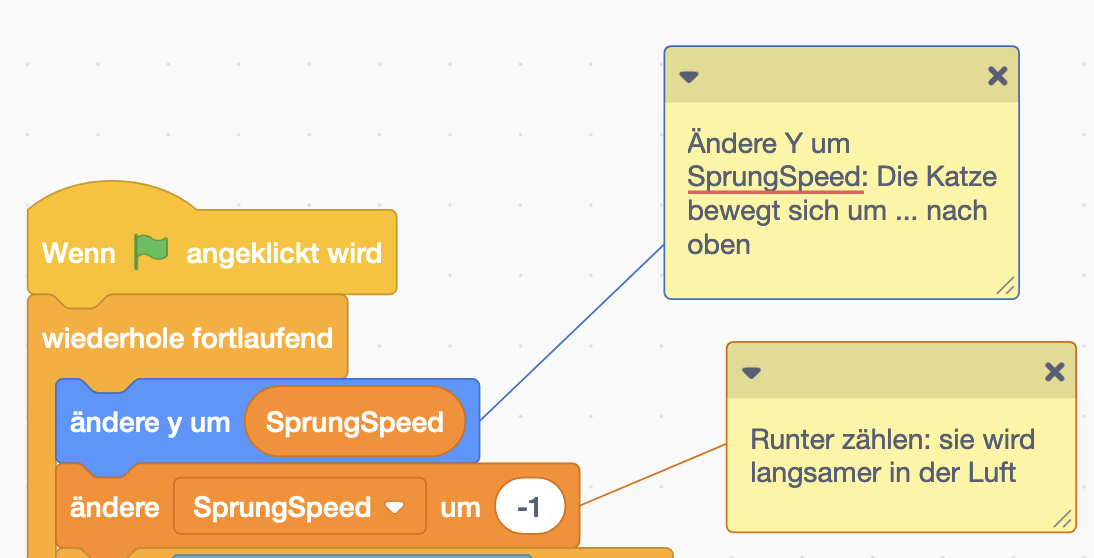 Ändere Y um
SprungSpeed: Die Katze
bewegt sich um ... nach
oben
Wenn angeklickt wird
wiederhole fortlaufend
ändere y um SprungSpeed
Runter zählen: sie wird
langsamer in der Luft
ändere SprungSpeed um -1